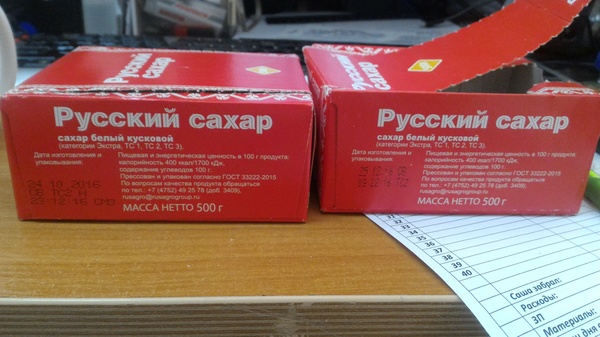 Русский
сахар
Русский сахар
сахар белый кусковой
(категории Экстра, ТС 1, ТС 2, ТС 3).
Дата изготовления и
упаковывания:
Пищевая и энергетическая ценность в 100 г продукта:
калорийность 400 ккал/1700 кДж,
содержание углеводов 100 г.
Прессован и упакован согласно ГОСТ 33222-2015
По вопросам качества продукта обращаться
по тел.: +7 (4752) 49 25 78 (доб. 3409),
rusagro@rusagrogroup.ru
24 10 2016
МАССА НЕТТО 500 г
Русский
сахар
Русский сахар
сахар белый кусковой
(категории Экстра, ТС 1, ТС 2, ТС 3).
Дата изготовления и
упаковывания:
Пищевая и энергетическая ценность в 100 г продукта:
калорийность 400 ккал/1700 кДж,
содержание углеводов 100 г.
Прессован и упакован согласно ГОСТ 33222-2015
По вопросам качества продукта обращаться
по тел.: +7 (4752) 49 25 78 (доб. 3409),
rusagro@rusagrogroup.ru
МАССА НЕТТО 500 г
35
36
37
38
39
40
Саша забрал:
Расходы:
ЗП
Материалы: